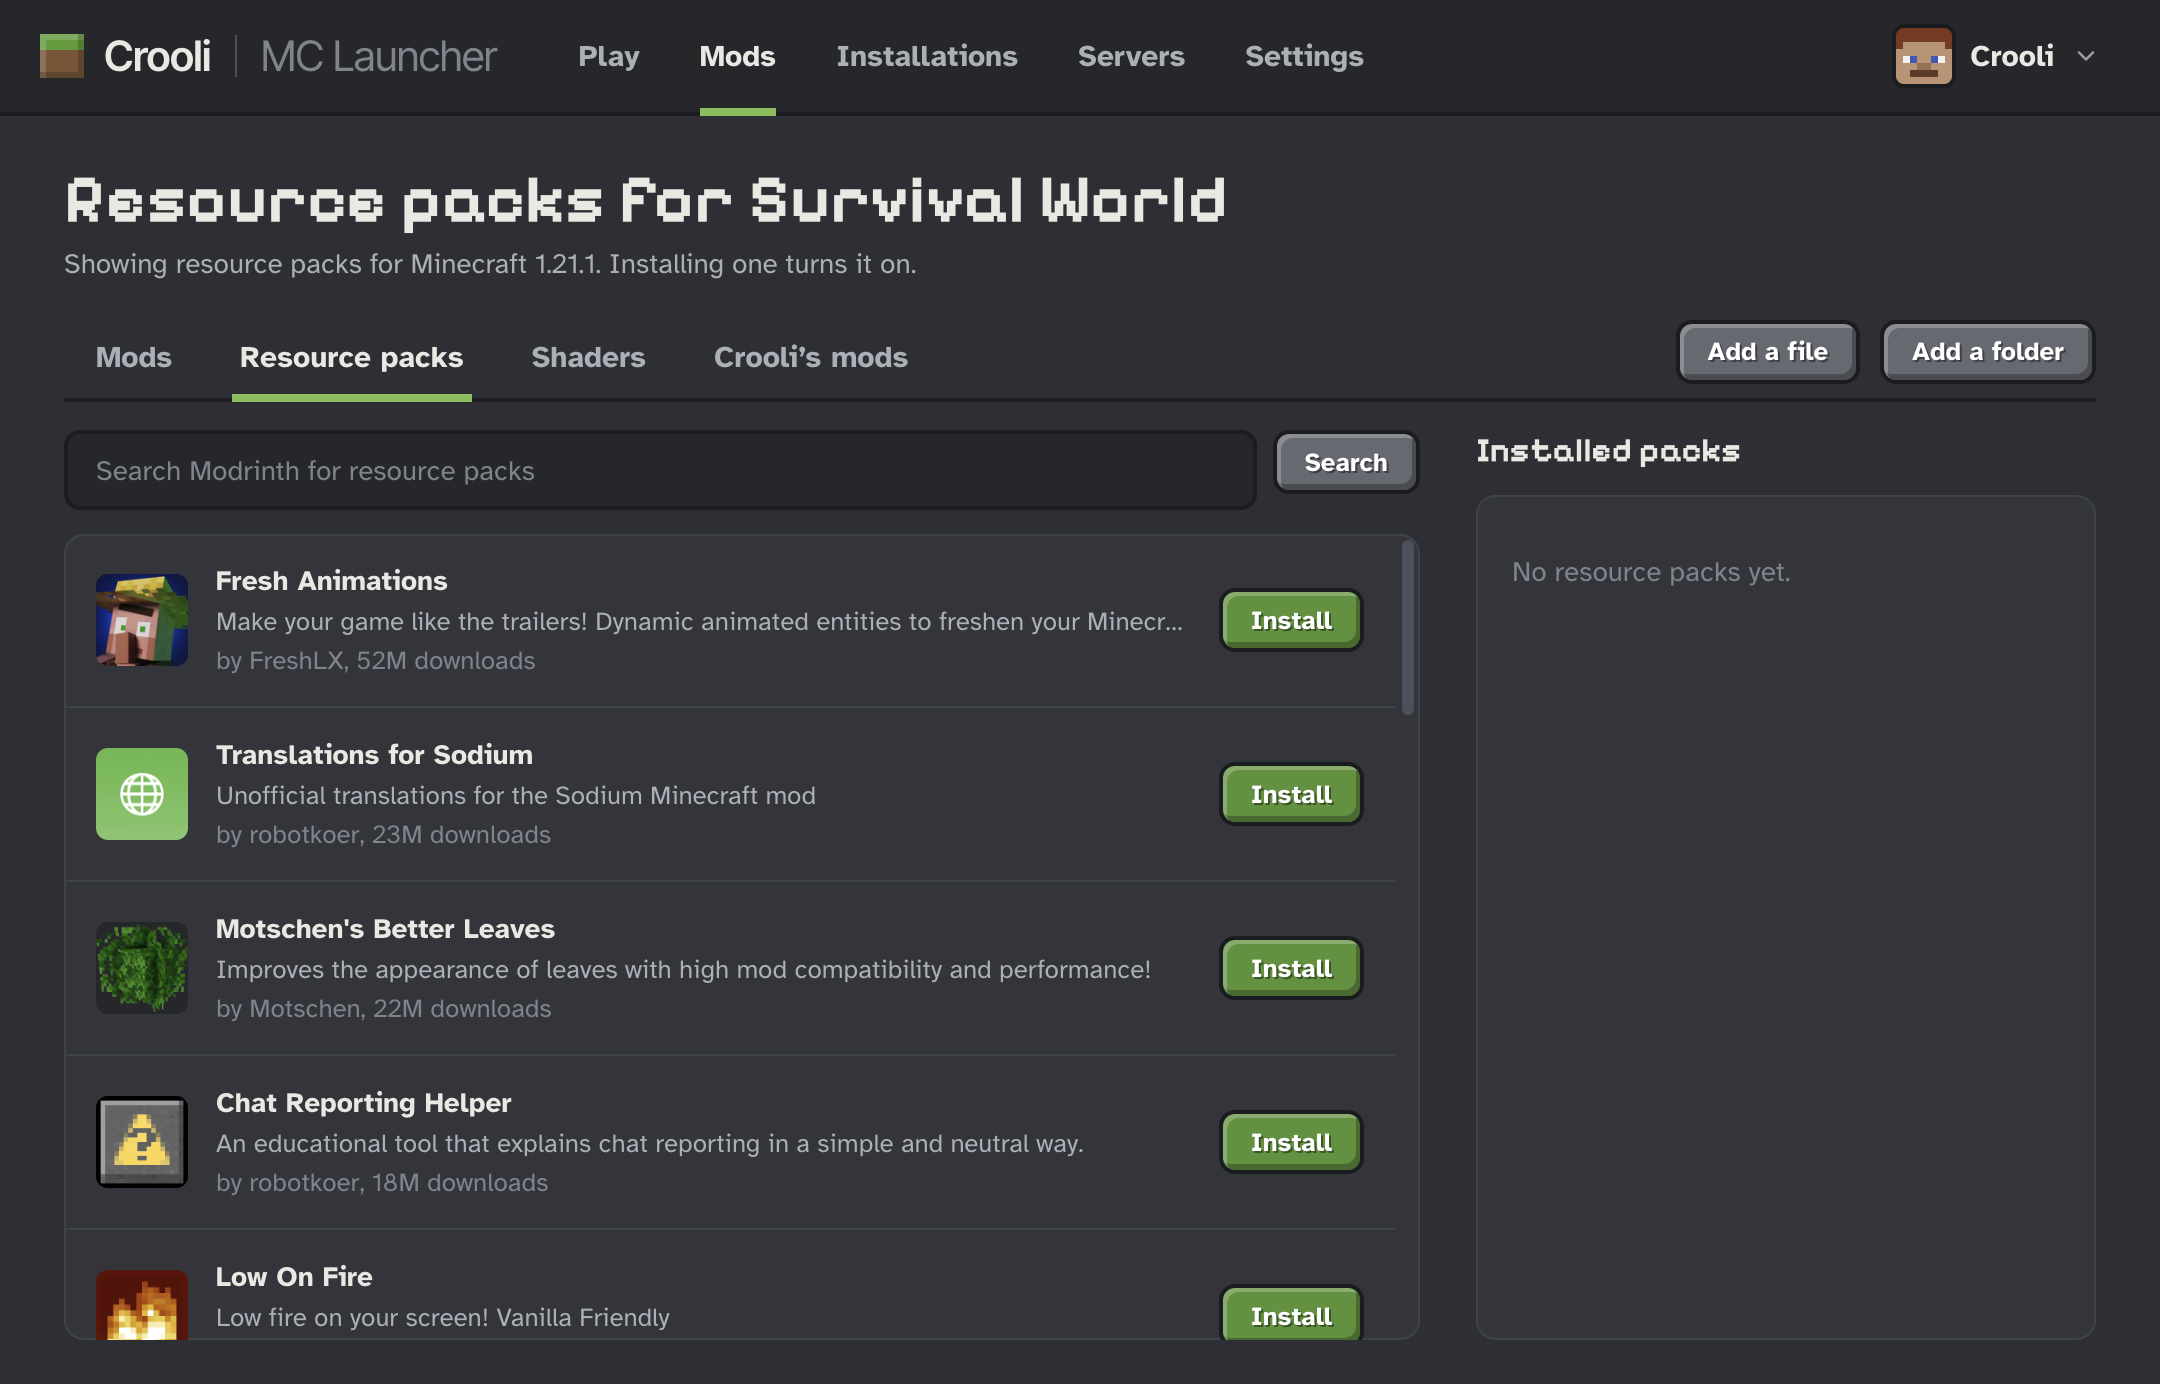 Crooli | MC Launcher
Play
Mods
Installations
Servers
Settings
Crooli
Resource packs for Survival World
Showing resource packs for Minecraft 1.21.1. Installing one turns it on.
Mods
Resource packs
Shaders
Crooli’s mods
Add a file
Add a folder
Search Modrinth for resource packs
Search
Fresh Animations
Make your game like the trailers! Dynamic animated entities to freshen your Minecr...
by FreshLX, 52M downloads
Install
Translations for Sodium
Unofficial translations for the Sodium Minecraft mod
by robotkoer, 23M downloads
Install
Motschen's Better Leaves
Improves the appearance of leaves with high mod compatibility and performance!
by Motschen, 22M downloads
Install
Chat Reporting Helper
An educational tool that explains chat reporting in a simple and neutral way.
by robotkoer, 18M downloads
Install
Low On Fire
Low fire on your screen! Vanilla Friendly
Install
Installed packs
No resource packs yet.